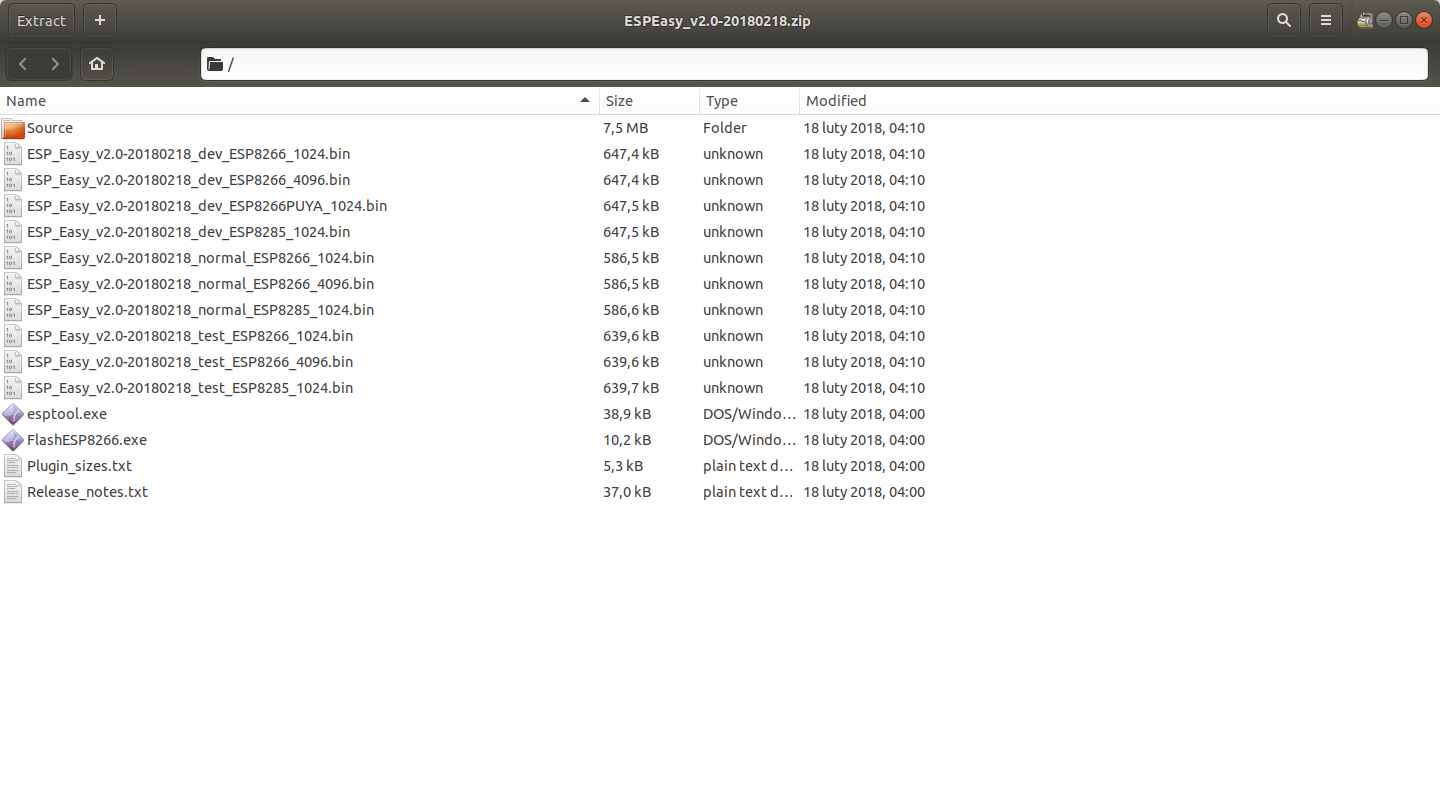 Extract + ESPEasy_v2.0-20180218.zip
Location: /
Name Size Type Modified
Source 7,5 MB Folder 18 luty 2018, 04:10
ESP_Easy_v2.0-20180218_dev_ESP8266_1024.bin 647,4 kB unknown 18 luty 2018, 04:10
ESP_Easy_v2.0-20180218_dev_ESP8266_4096.bin 647,4 kB unknown 18 luty 2018, 04:10
ESP_Easy_v2.0-20180218_dev_ESP8266PUYA_1024.bin 647,5 kB unknown 18 luty 2018, 04:10
ESP_Easy_v2.0-20180218_dev_ESP8285_1024.bin 647,5 kB unknown 18 luty 2018, 04:10
ESP_Easy_v2.0-20180218_normal_ESP8266_1024.bin 586,5 kB unknown 18 luty 2018, 04:10
ESP_Easy_v2.0-20180218_normal_ESP8266_4096.bin 586,5 kB unknown 18 luty 2018, 04:10
ESP_Easy_v2.0-20180218_normal_ESP8285_1024.bin 586,6 kB unknown 18 luty 2018, 04:10
ESP_Easy_v2.0-20180218_test_ESP8266_1024.bin 639,6 kB unknown 18 luty 2018, 04:10
ESP_Easy_v2.0-20180218_test_ESP8266_4096.bin 639,6 kB unknown 18 luty 2018, 04:10
ESP_Easy_v2.0-20180218_test_ESP8285_1024.bin 639,7 kB unknown 18 luty 2018, 04:10
esptool.exe 38,9 kB DOS/Windo… 18 luty 2018, 04:00
FlashESP8266.exe 10,2 kB DOS/Windo… 18 luty 2018, 04:00
Plugin_sizes.txt 5,3 kB plain text d… 18 luty 2018, 04:00
Release_notes.txt 37,0 kB plain text d… 18 luty 2018, 04:00